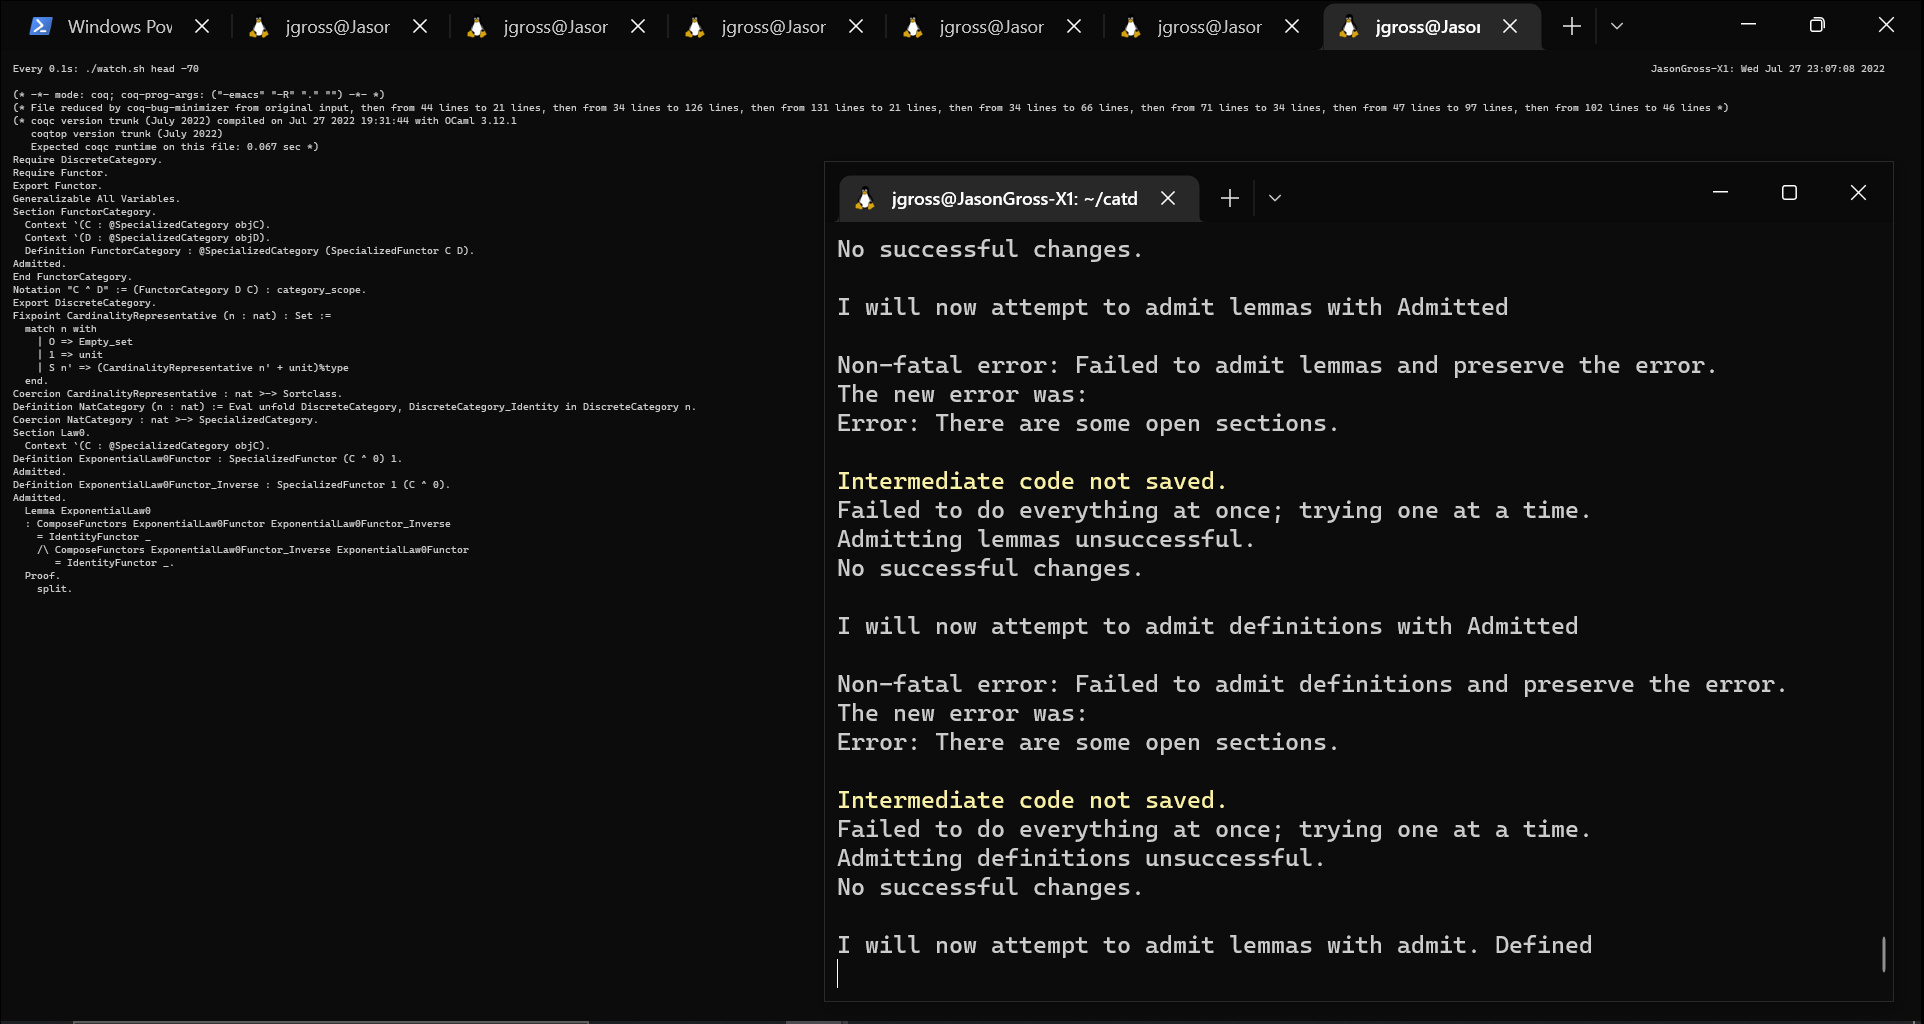 Windows Pov
jgross@Jasor
jgross@Jasor
jgross@Jasor
jgross@Jasor
jgross@Jasor
jgross@Jasor
Every 0.1s: ./watch.sh head -70
JasonGross-X1: Wed Jul 27 23:07:08 2022
(* -*- mode: coq; coq-prog-args: ("-emacs" "-R" "." "") -*- *)
(* File reduced by coq-bug-minimizer from original input, then from 44 lines to 21 lines, then from 34 lines to 126 lines, then from 131 lines to 21 lines, then from 34 lines to 66 lines, then from 71 lines to 34 lines, then from 47 lines to 97 lines, then from 102 lines to 46 lines *)
(* coqc version trunk (July 2022) compiled on Jul 27 2022 19:31:44 with OCaml 3.12.1
   coqtop version trunk (July 2022)
   Expected coqc runtime on this file: 0.067 sec *)
Require DiscreteCategory.
Require Functor.
Export Functor.
Generalizable All Variables.
Section FunctorCategory.
  Context `(C : @SpecializedCategory objC).
  Context `(D : @SpecializedCategory objD).
  Definition FunctorCategory : @SpecializedCategory (SpecializedFunctor C D).
Admitted.
End FunctorCategory.
Notation "C ^ D" := (FunctorCategory D C) : category_scope.
Export DiscreteCategory.
Fixpoint CardinalityRepresentative (n : nat) : Set :=
  match n with
    | O => Empty_set
    | 1 => unit
    | S n' => (CardinalityRepresentative n' + unit)%type
  end.
Coercion CardinalityRepresentative : nat >-> Sortclass.
Definition NatCategory (n : nat) := Eval unfold DiscreteCategory, DiscreteCategory_Identity in DiscreteCategory n.
Coercion NatCategory : nat >-> SpecializedCategory.
Section Law0.
  Context `(C : @SpecializedCategory objC).
Definition ExponentialLaw0Functor : SpecializedFunctor (C ^ 0) 1.
Admitted.
Definition ExponentialLaw0Functor_Inverse : SpecializedFunctor 1 (C ^ 0).
Admitted.
  Lemma ExponentialLaw0
  : ComposeFunctors ExponentialLaw0Functor ExponentialLaw0Functor_Inverse
    = IdentityFunctor _
    /\ ComposeFunctors ExponentialLaw0Functor_Inverse ExponentialLaw0Functor
       = IdentityFunctor _.
  Proof.
    split.
jgross@JasonGross-X1: ~/catd
No successful changes.
I will now attempt to admit lemmas with Admitted
Non-fatal error: Failed to admit lemmas and preserve the error.
The new error was:
Error: There are some open sections.
Intermediate code not saved.
Failed to do everything at once; trying one at a time.
Admitting lemmas unsuccessful.
No successful changes.
I will now attempt to admit definitions with Admitted
Non-fatal error: Failed to admit definitions and preserve the error.
The new error was:
Error: There are some open sections.
Intermediate code not saved.
Failed to do everything at once; trying one at a time.
Admitting definitions unsuccessful.
No successful changes.
I will now attempt to admit lemmas with admit. Defined